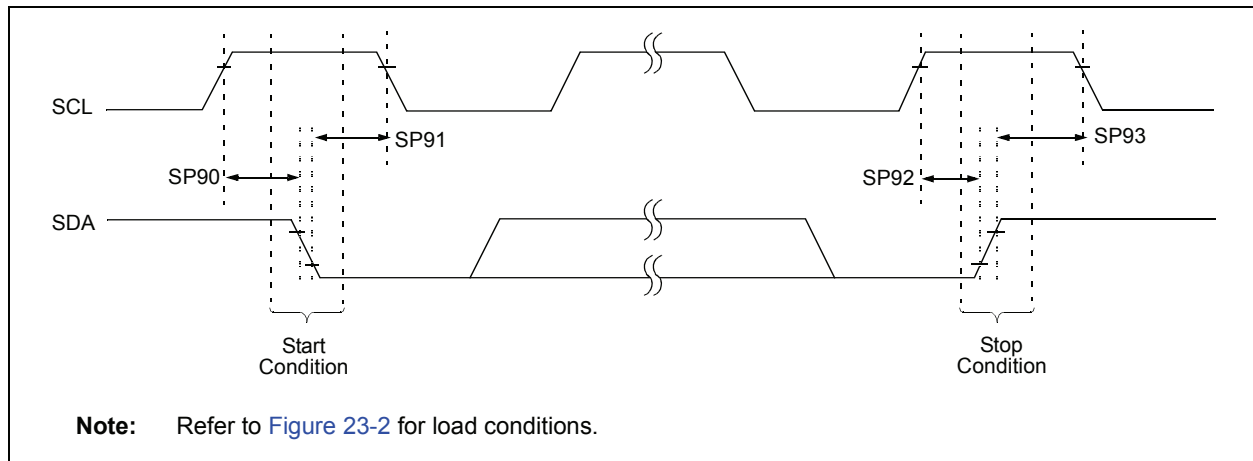 SCL
SP91
SP93
SP90
SP92
SDA
Start
Condition
Stop
Condition
Note: Refer to Figure 23-2 for load conditions.